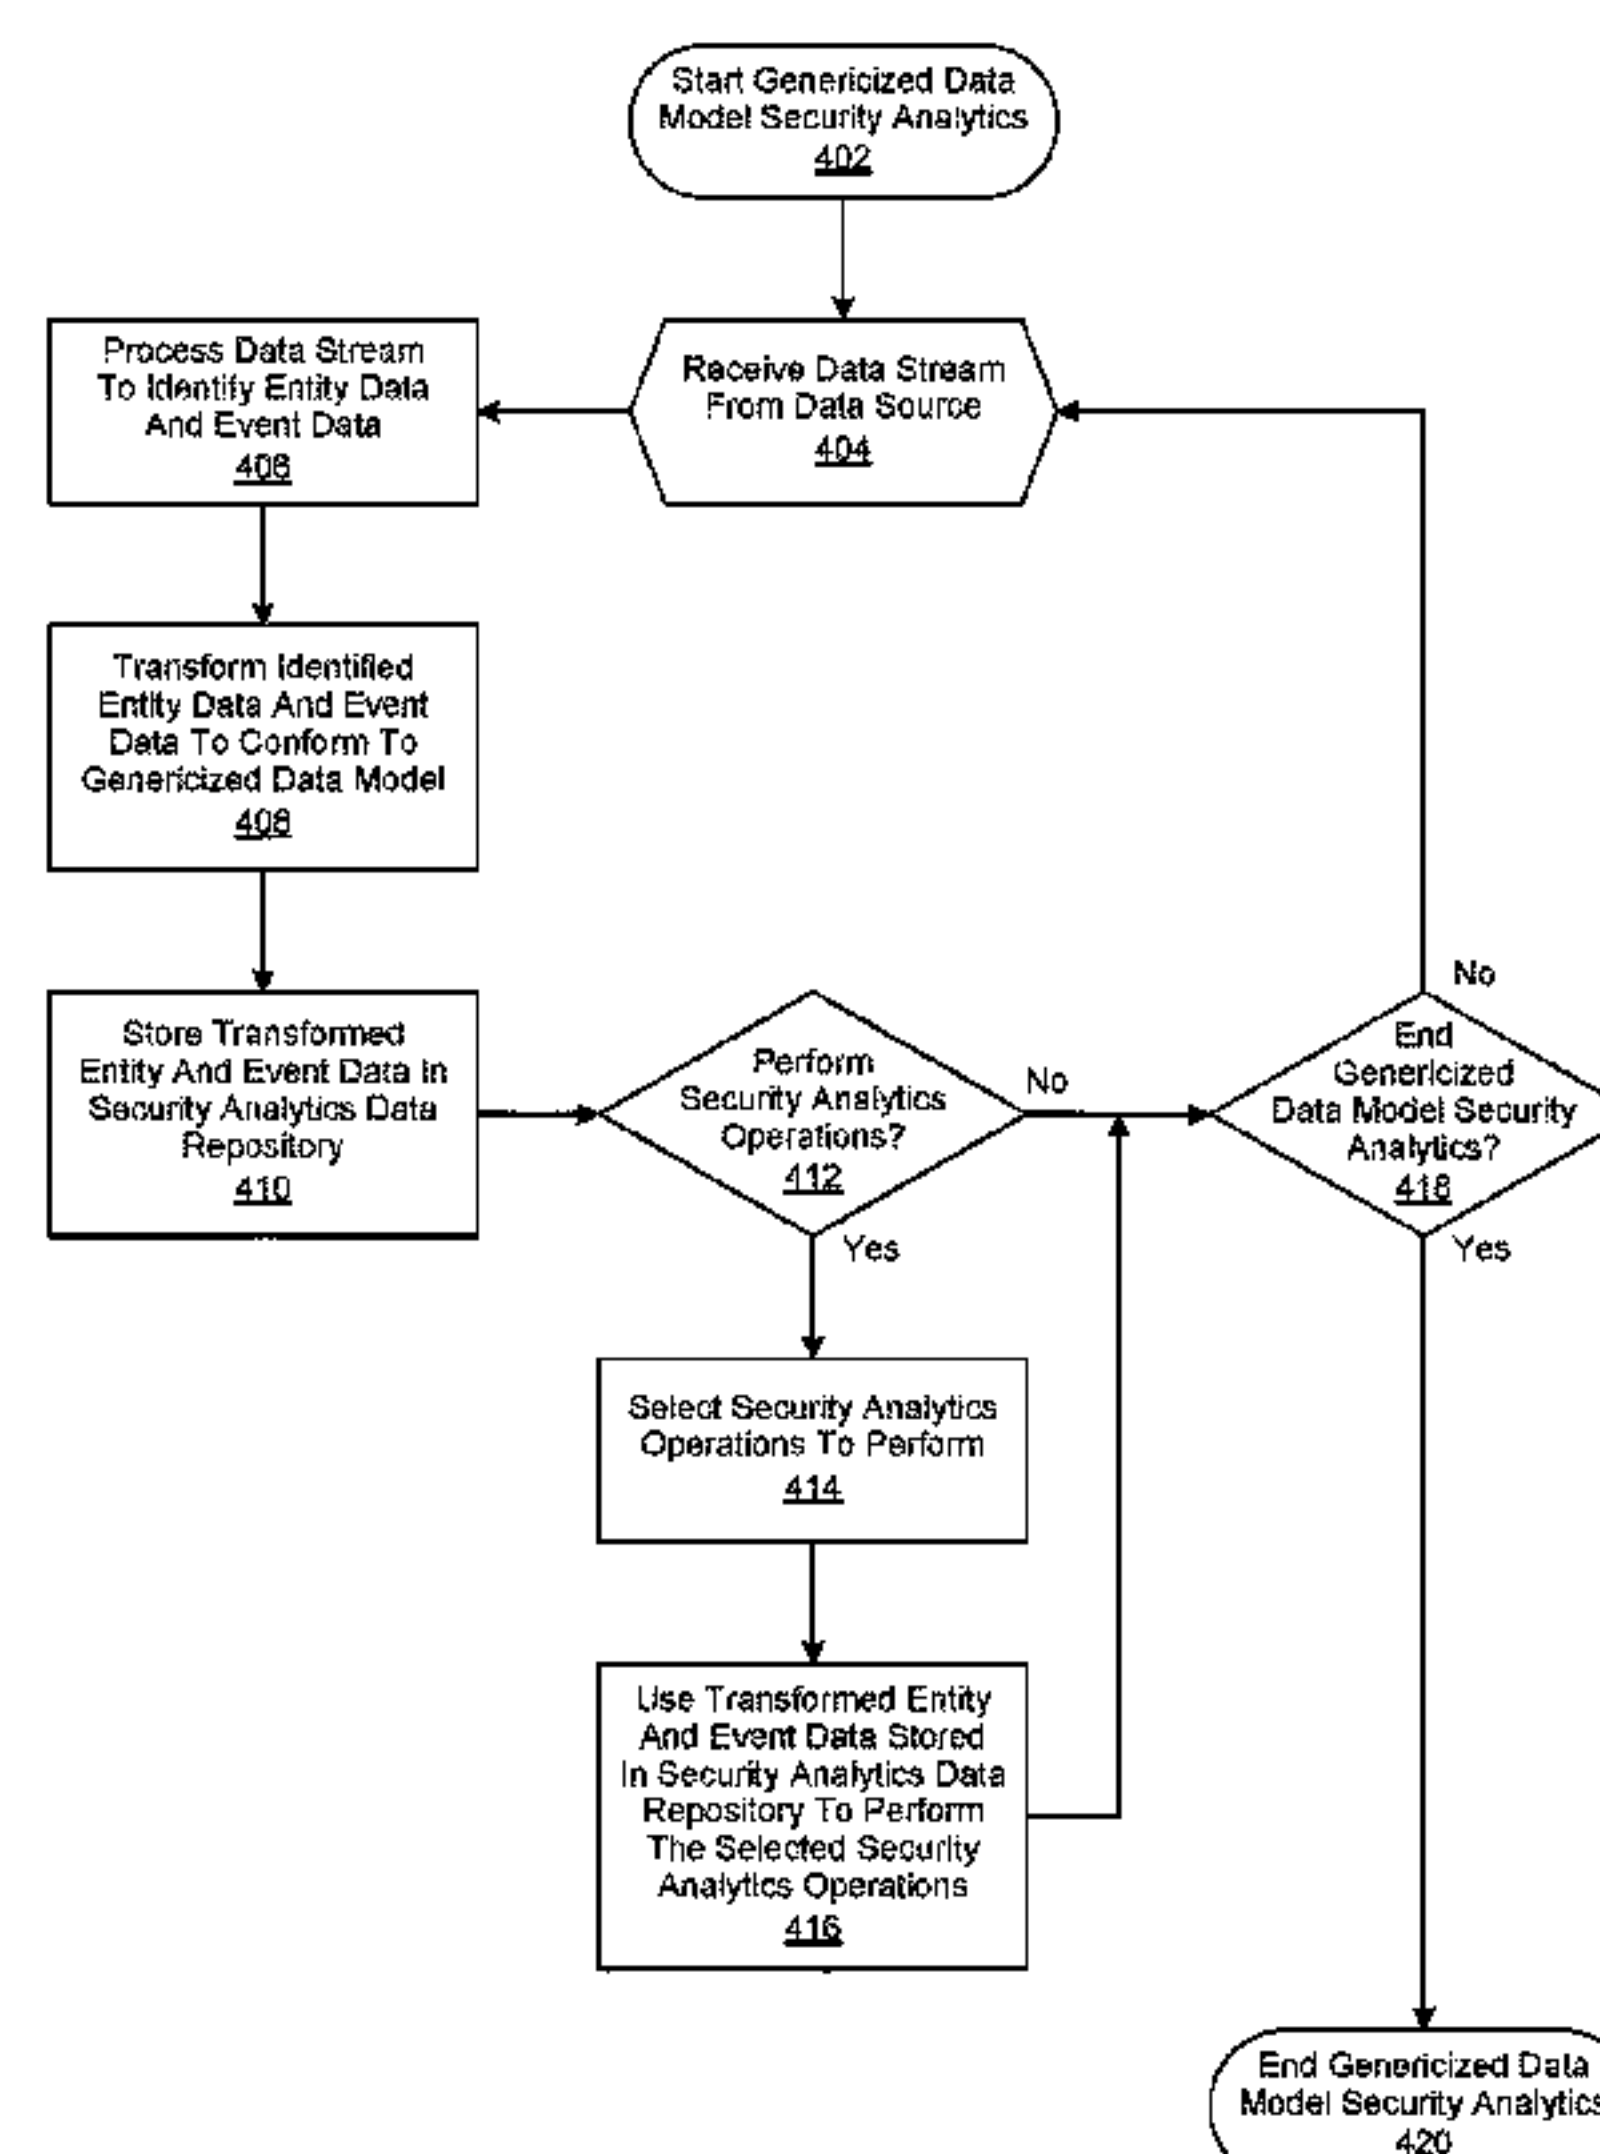 Start Genericized Data
Model Security Analytics
402
Receive Data Stream
From Data Source
404
Process Data Stream
To Identify Entity Data
And Event Data
406
Transform Identified
Entity Data And Event
Data To Conform To
Genericized Data Model
408
Store Transformed
Entity And Event Data In
Security Analytics Data
Repository
410
Perform
Security Analytics
Operations?
412
No
Yes
Select Security Analytics
Operations To Perform
414
Use Transformed Entity
And Event Data Stored
In Security Analytics Data
Repository To Perform
The Selected Security
Analytics Operations
416
No
End
Genericized
Data Model Security
Analytics?
418
Yes
End Genericized Data
Model Security Analytics
420